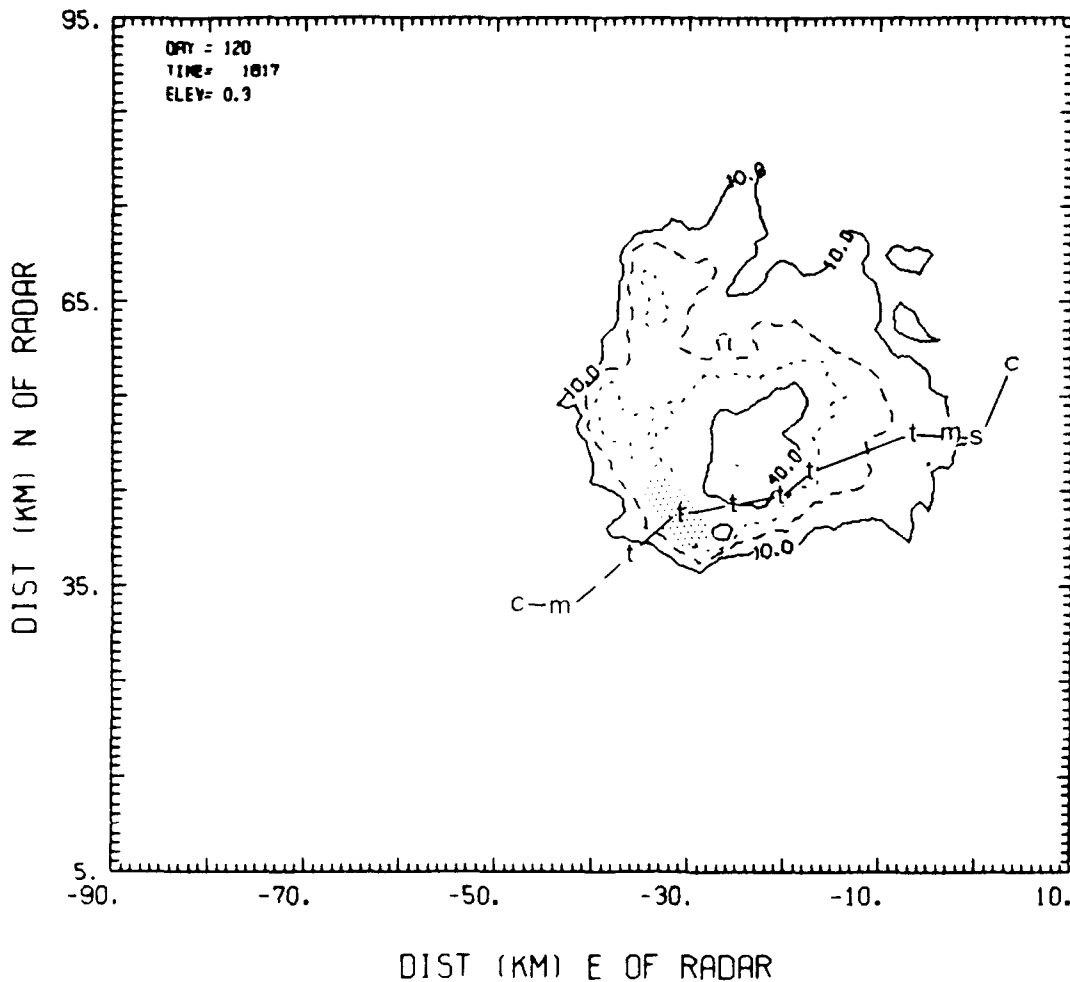 95.
DAY = 120
TIME= 1617
ELEV= 0.3
10.0
10.0
65.
10.0
c
t m s
40.0
t
t t t
10.0
t
35.
c m
5.
-90. -70. -50. -30. -10. 10.
DIST (KM) N OF RADAR
DIST (KM) E OF RADAR